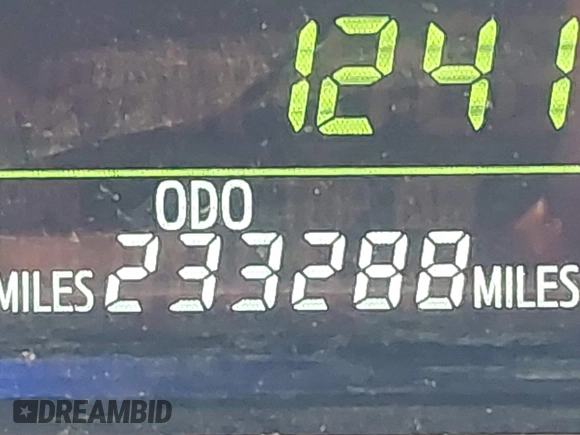 1241
ODO
MILES 233288 MILES
DREAMBID